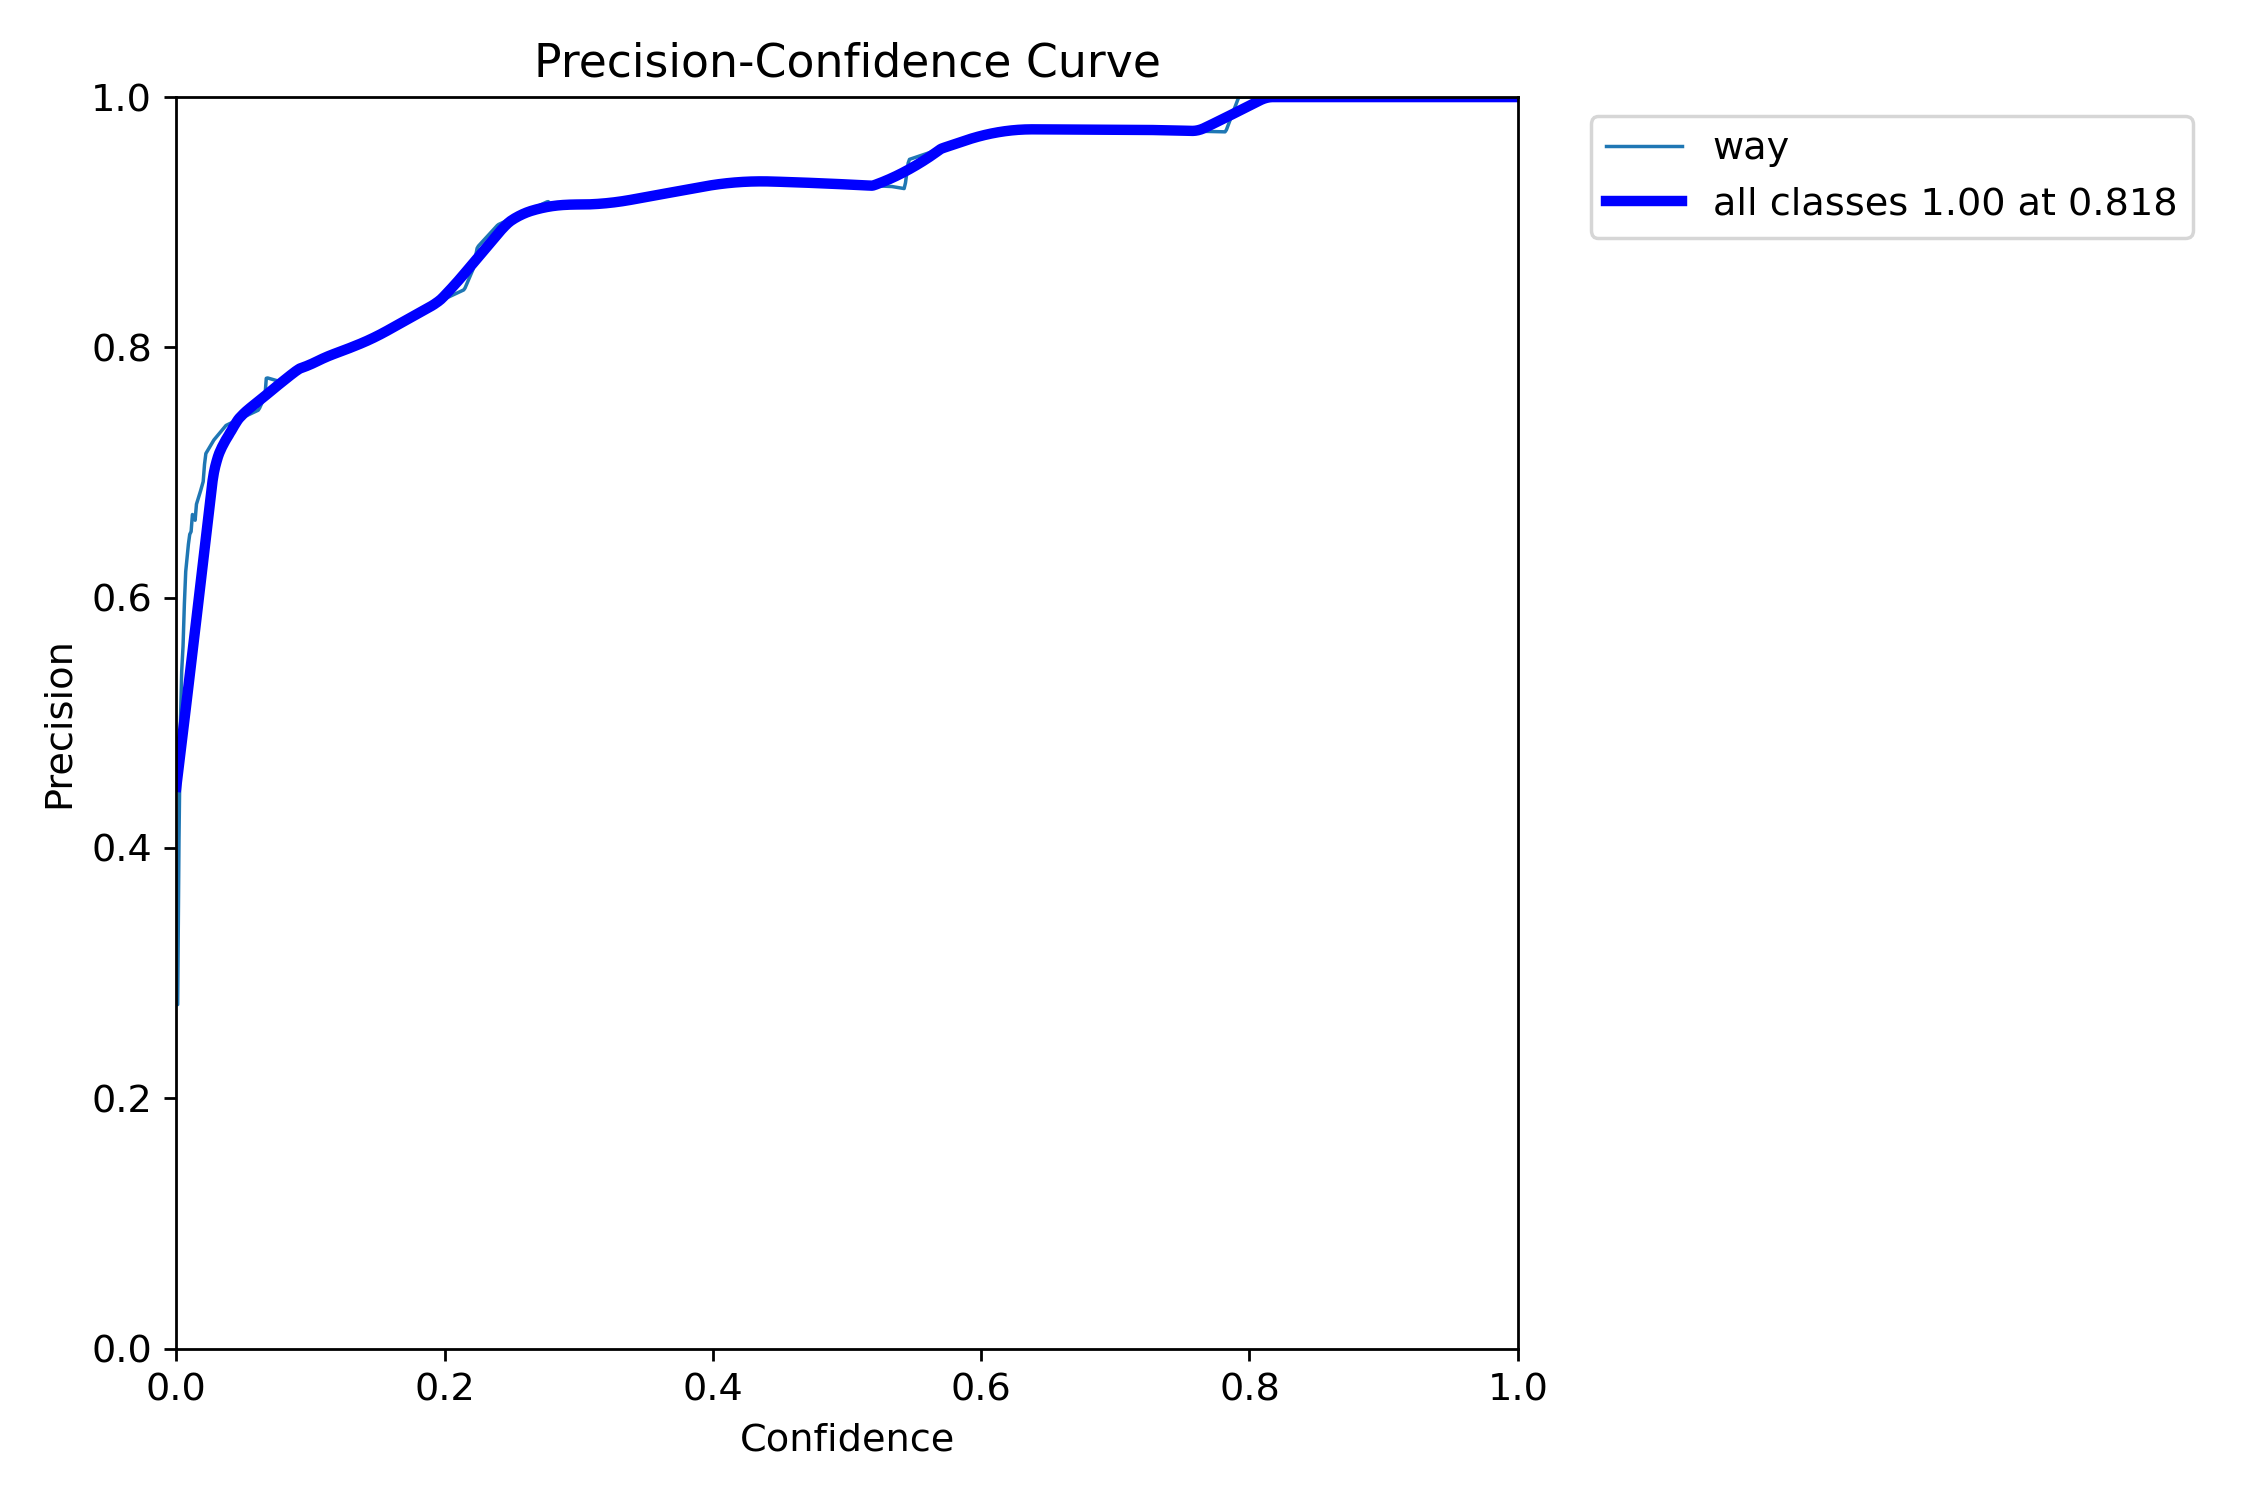 Precision-Confidence Curve
1.0
0.8
0.6
0.4
0.2
0.0
Precision
0.0 0.2 0.4 0.6 0.8 1.0
Confidence
way
all classes 1.00 at 0.818